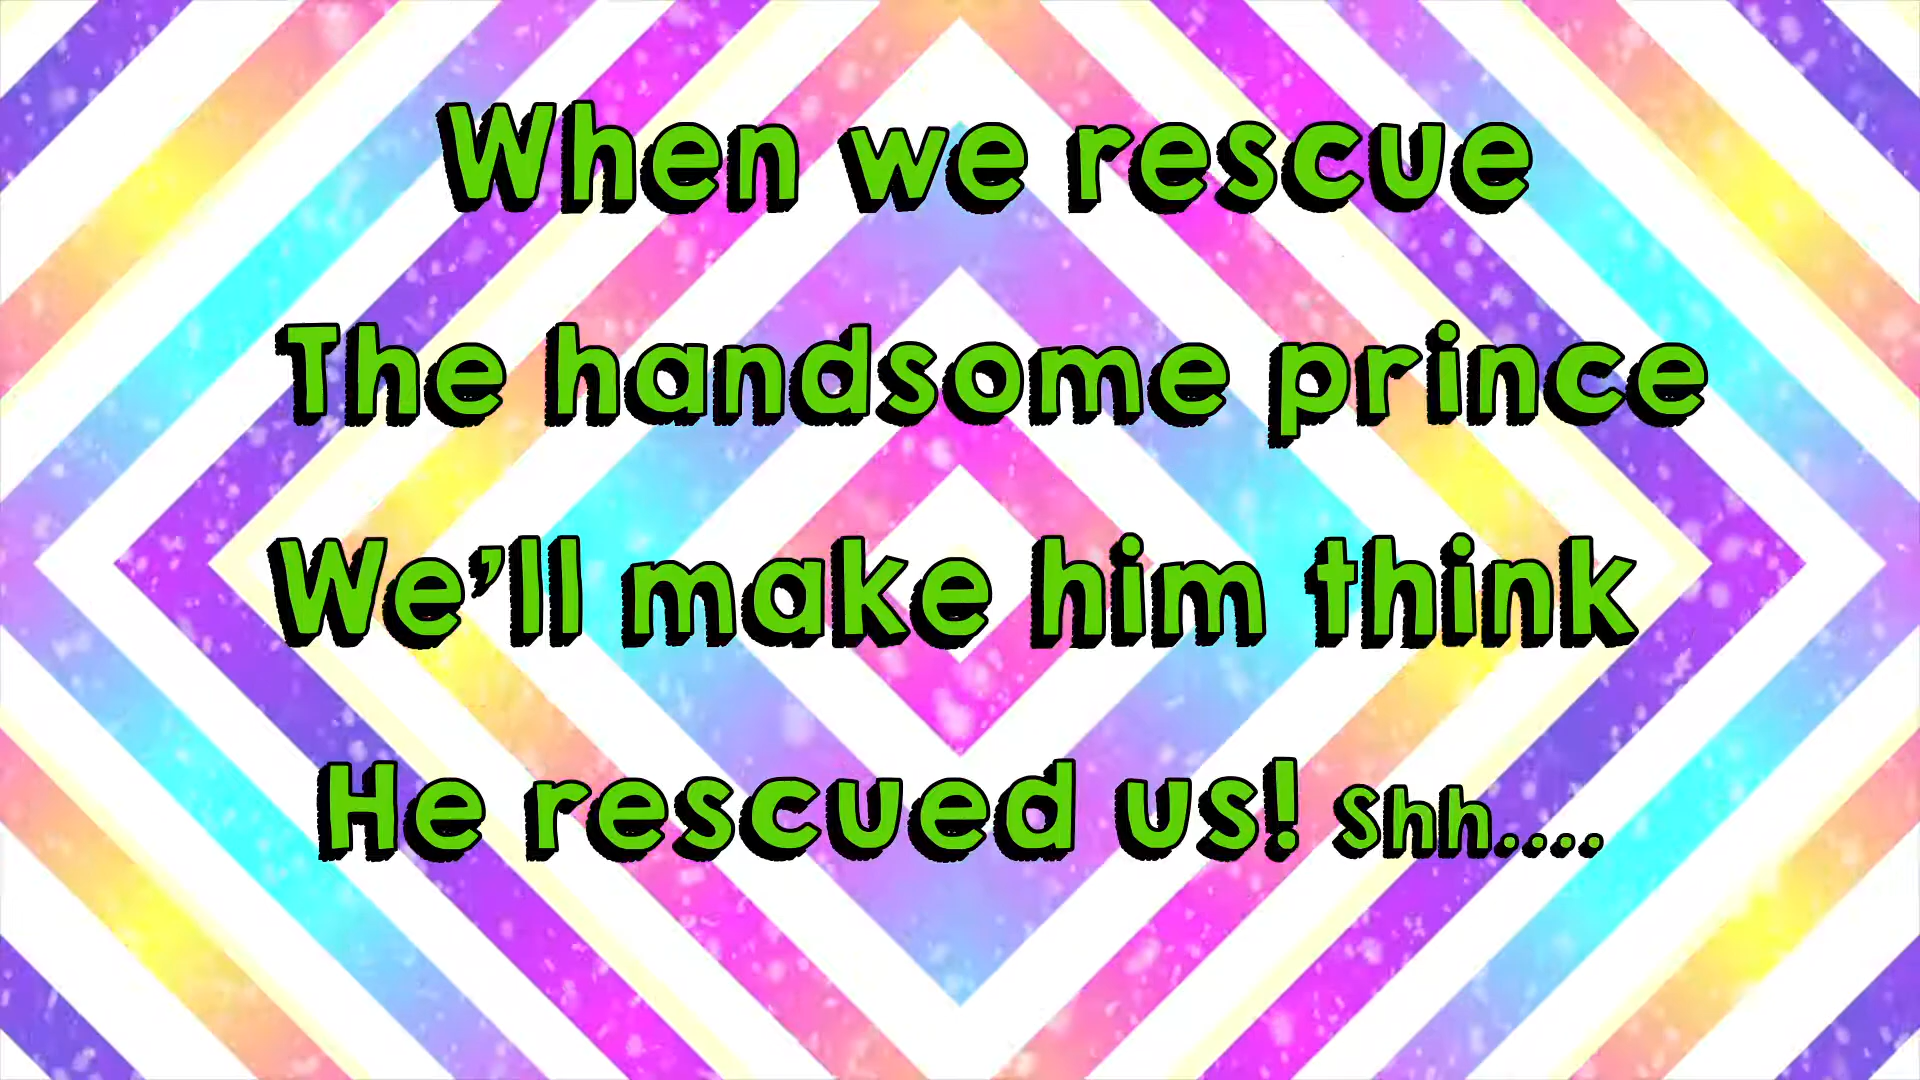 When we rescue
The handsome prince
We'll make him think
He rescued us! Shh....